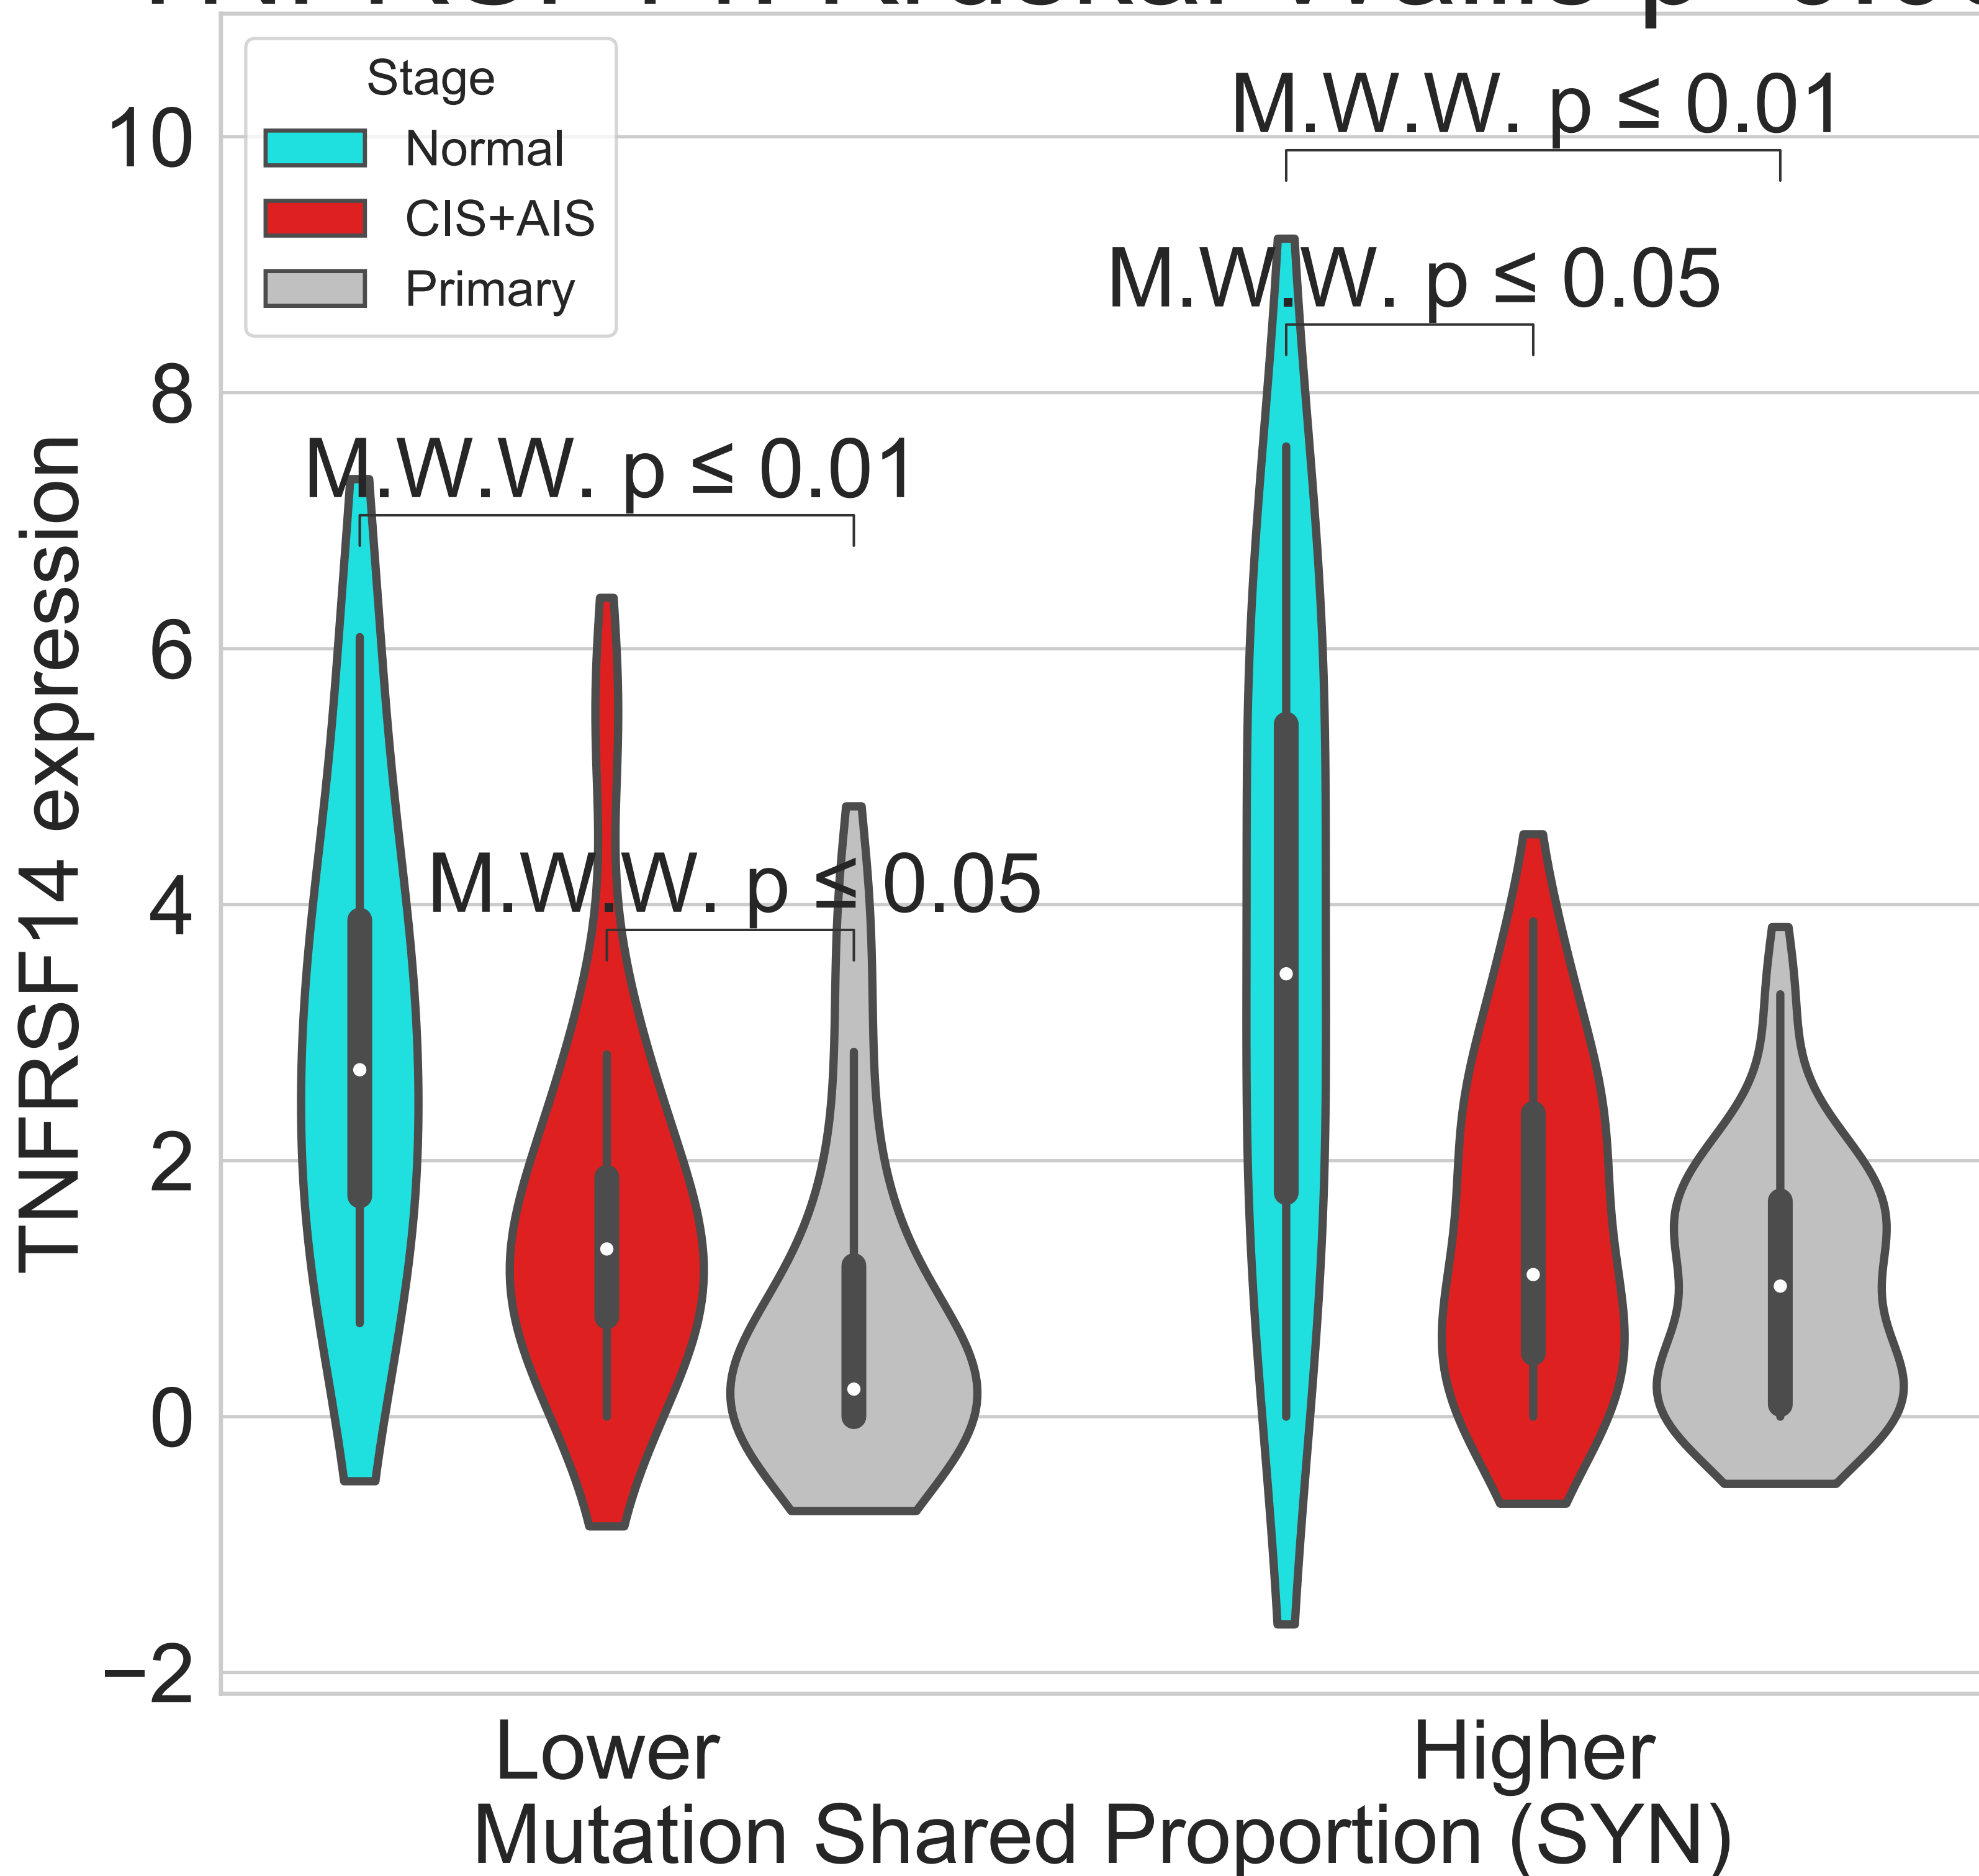 Stage
Normal
CIS+AIS
Primary
M.W.W. p ≤ 0.01
M.W.W. p ≤ 0.05
M.W.W. p ≤ 0.01
M.W.W. p ≤ 0.05
10
8
6
4
2
0
−2
TNFRSF14 expression
Lower
Higher
Mutation Shared Proportion (SYN)